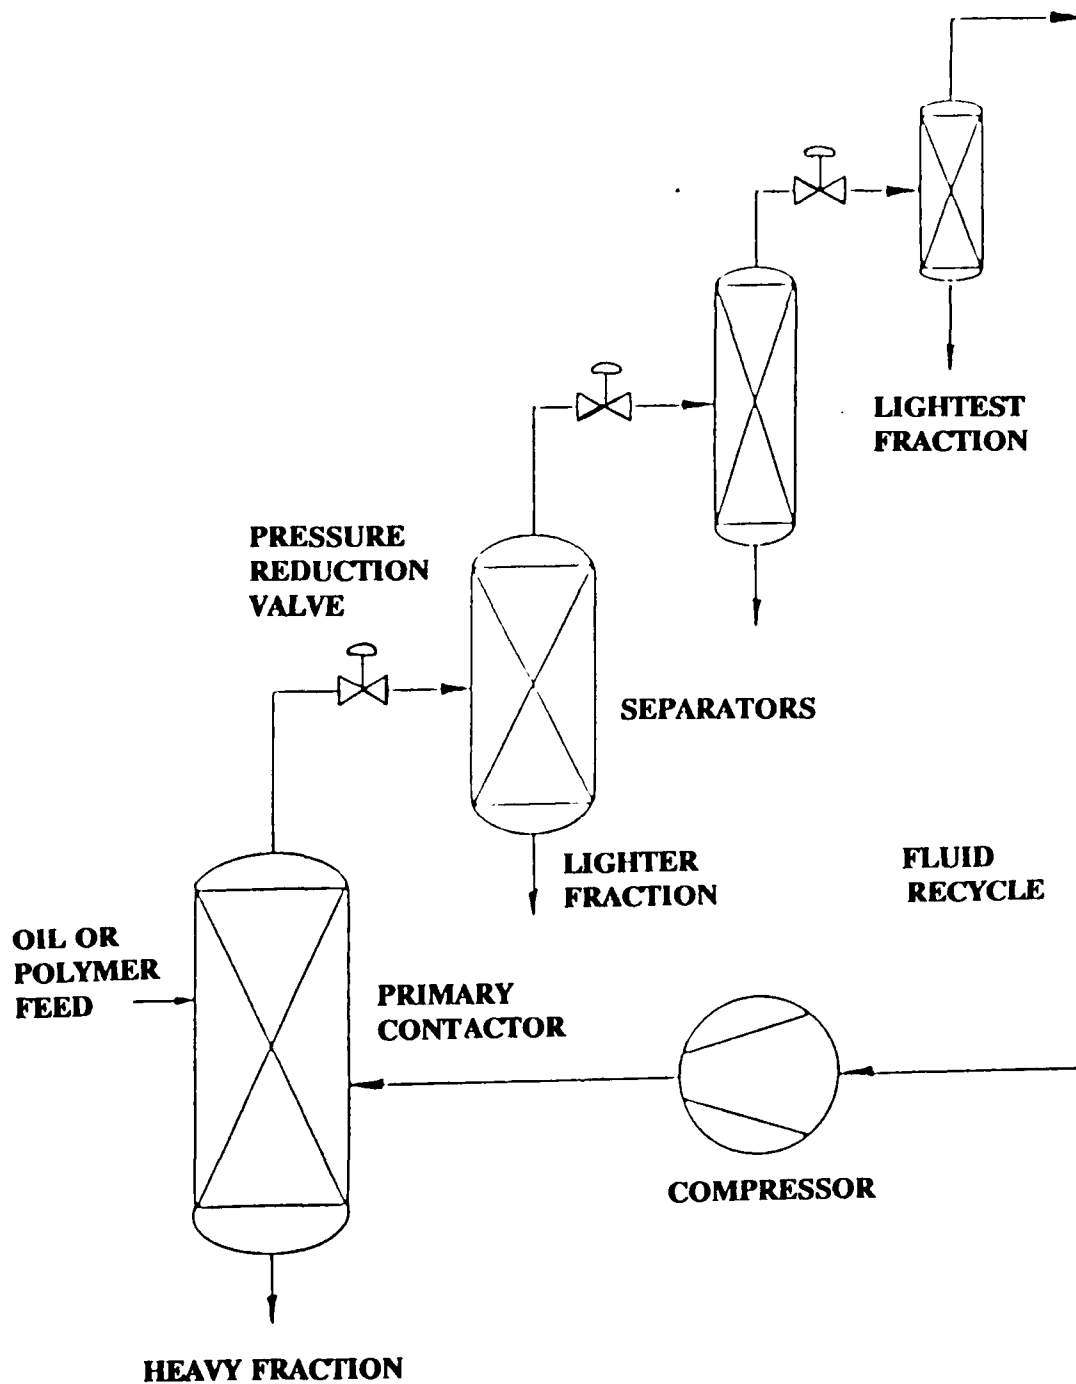 LIGHTEST
FRACTION
PRESSURE
REDUCTION
VALVE
SEPARATORS
LIGHTER
FRACTION
FLUID
RECYCLE
OIL OR
POLYMER
FEED
PRIMARY
CONTACTOR
COMPRESSOR
HEAVY FRACTION